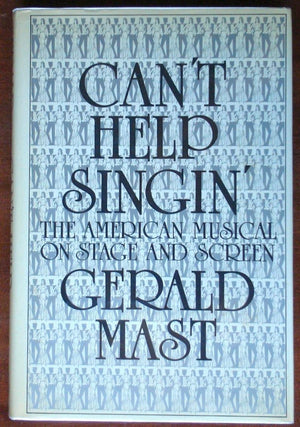 CAN'T
HELP
SINGIN'
THE AMERICAN MUSICAL
ON STAGE AND SCREEN
GERALD
MAST